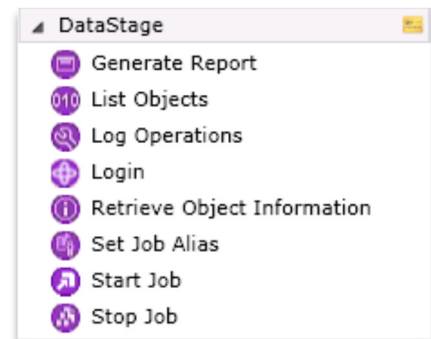 DataStage
Generate Report
010 List Objects
Log Operations
Login
Retrieve Object Information
Set Job Alias
Start Job
Stop Job